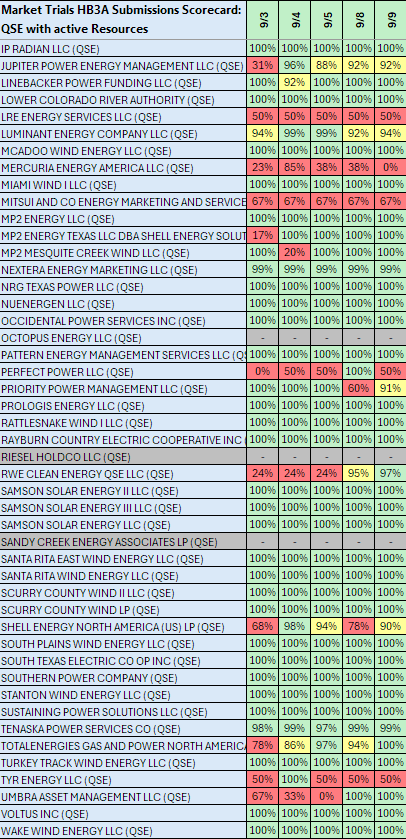 Market Trials HB3A Submissions Scorecard:
QSE with active Resources 9/3 9/4 9/5 9/8 9/9
IP RADIAN LLC (QSE) 100% 100% 100% 100% 100%
JUPITER POWER ENERGY MANAGEMENT LLC (QSE) 31% 96% 88% 92% 92%
LINEBACKER POWER FUNDING LLC (QSE) 100% 92% 100% 100% 100%
LOWER COLORADO RIVER AUTHORITY (QSE) 100% 100% 100% 100% 100%
LRE ENERGY SERVICES LLC (QSE) 50% 50% 50% 50% 50%
LUMINANT ENERGY COMPANY LLC (QSE) 94% 99% 99% 92% 94%
MCADOO WIND ENERGY LLC (QSE) 100% 100% 100% 100% 100%
MERCURIA ENERGY AMERICA LLC (QSE) 23% 85% 38% 38% 0%
MIAMI WIND I LLC (QSE) 100% 100% 100% 100% 100%
MITSUI AND CO ENERGY MARKETING AND SERVICE 67% 67% 67% 67% 67%
MP2 ENERGY LLC (QSE) 100% 100% 100% 100% 100%
MP2 ENERGY TEXAS LLC DBA SHELL ENERGY SOLUT 17% 100% 100% 100% 100%
MP2 MESQUITE CREEK WIND LLC (QSE) 100% 20% 100% 100% 100%
NEXTERA ENERGY MARKETING LLC (QSE) 99% 99% 99% 99% 99%
NRG TEXAS POWER LLC (QSE) 100% 100% 100% 100% 100%
NUENERGEN LLC (QSE) 100% 100% 100% 100% 100%
OCCIDENTAL POWER SERVICES INC (QSE) 100% 100% 100% 100% 100%
OCTOPUS ENERGY LLC (QSE) - - - - -
PATTERN ENERGY MANAGEMENT SERVICES LLC (QS 100% 100% 100% 100% 100%
PERFECT POWER LLC (QSE) 0% 50% 50% 100% 50%
PRIORITY POWER MANAGEMENT LLC (QSE) 100% 100% 100% 60% 91%
PROLOGIS ENERGY LLC (QSE) 100% 100% 100% 100% 100%
RATTLESNAKE WIND I LLC (QSE) 100% 100% 100% 100% 100%
RAYBURN COUNTRY ELECTRIC COOPERATIVE INC ( 100% 100% 100% 100% 100%
RIESEL HOLDCO LLC (QSE) - - - - -
RWE CLEAN ENERGY QSE LLC (QSE) 24% 24% 24% 95% 97%
SAMSON SOLAR ENERGY II LLC (QSE) 100% 100% 100% 100% 100%
SAMSON SOLAR ENERGY III LLC (QSE) 100% 100% 100% 100% 100%
SAMSON SOLAR ENERGY LLC (QSE) 100% 100% 100% 100% 100%
SANDY CREEK ENERGY ASSOCIATES LP (QSE) - - - - -
SANTA RITA EAST WIND ENERGY LLC (QSE) 100% 100% 100% 100% 100%
SANTA RITA WIND ENERGY LLC (QSE) 100% 100% 100% 100% 100%
SCURRY COUNTY WIND II LLC (QSE) 100% 100% 100% 100% 100%
SCURRY COUNTY WIND LP (QSE) 100% 100% 100% 100% 100%
SHELL ENERGY NORTH AMERICA (US) LP (QSE) 68% 98% 94% 78% 90%
SOUTH PLAINS WIND ENERGY LLC (QSE) 100% 100% 100% 100% 100%
SOUTH TEXAS ELECTRIC CO OP INC (QSE) 100% 100% 100% 100% 100%
SOUTHERN POWER COMPANY (QSE) 100% 100% 100% 100% 100%
STANTON WIND ENERGY LLC (QSE) 100% 100% 100% 100% 100%
SUSTAINING POWER SOLUTIONS LLC (QSE) 100% 100% 100% 100% 100%
TENASKA POWER SERVICES CO (QSE) 98% 99% 97% 99% 99%
TOTALENERGIES GAS AND POWER NORTH AMERICA 78% 86% 97% 94% 100%
TURKEY TRACK WIND ENERGY LLC (QSE) 100% 100% 100% 100% 100%
TYR ENERGY LLC (QSE) 50% 100% 50% 50% 50%
UMBRA ASSET MANAGEMENT LLC (QSE) 67% 33% 0% 100% 100%
VOLTUS INC (QSE) 100% 100% 100% 100% 100%
WAKE WIND ENERGY LLC (QSE) 100% 100% 100% 100% 100%